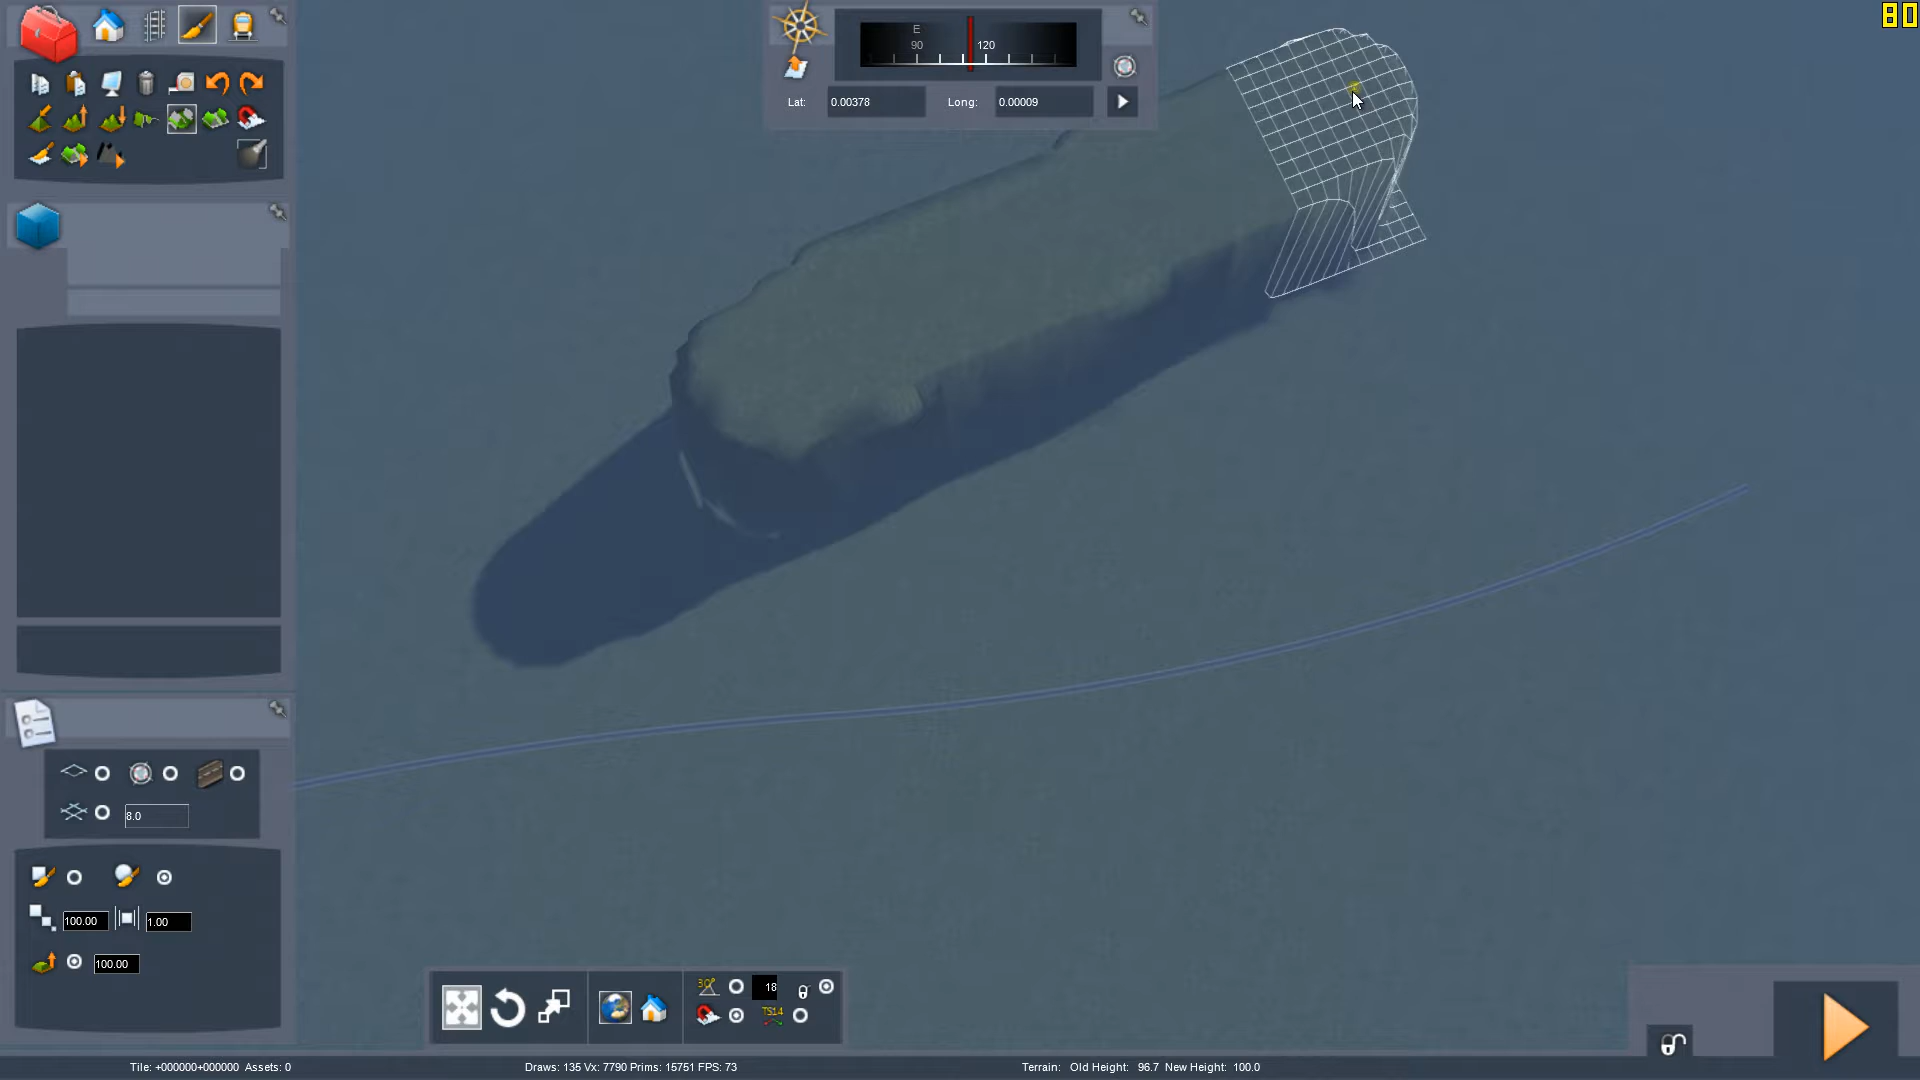 80
E
90 120
Lat: 0.00378 Long: 0.00009
8.0
100.00 1.00
100.00
30° 18
TS14
Tile: +000000+000000 Assets: 0 Draws: 135 Vx: 7790 Prims: 15751 FPS: 73 Terrain: Old Height: 96.7 New Height: 100.0